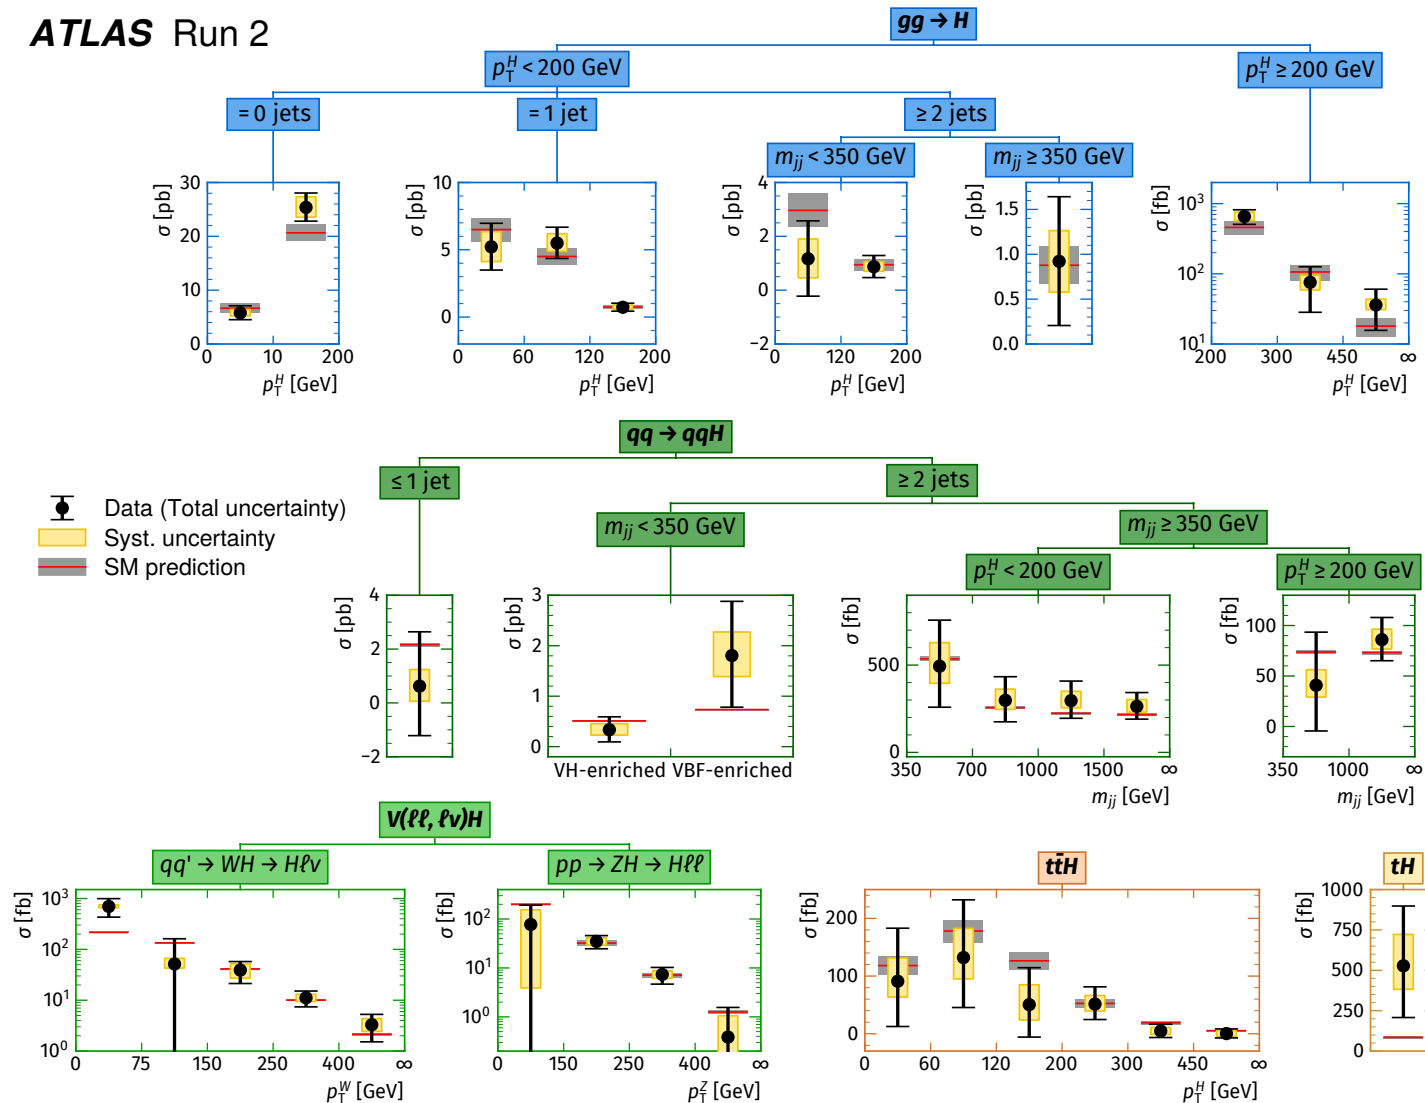 ATLAS Run 2
gg → H
p_T^H < 200 GeV
p_T^H ≥ 200 GeV
= 0 jets
= 1 jet
≥ 2 jets
m_jj < 350 GeV
m_jj ≥ 350 GeV
σ [pb]
30
20
10
0
0 10 200
p_T^H [GeV]
σ [pb]
10
5
0
0 60 120 200
p_T^H [GeV]
σ [pb]
4
2
0
−2
0 120 200
p_T^H [GeV]
σ [pb]
1.5
1.0
0.5
0.0
σ [fb]
10^3
10^2
10^1
200 300 450 ∞
p_T^H [GeV]
qq → qqH
≤ 1 jet
≥ 2 jets
m_jj < 350 GeV
m_jj ≥ 350 GeV
p_T^H < 200 GeV
p_T^H ≥ 200 GeV
Data (Total uncertainty)
Syst. uncertainty
SM prediction
σ [pb]
4
2
0
−2
σ [pb]
3
2
1
0
VH-enriched VBF-enriched
σ [fb]
500
0
350 700 1000 1500 ∞
m_jj [GeV]
σ [fb]
100
50
0
350 1000 ∞
m_jj [GeV]
V(ℓℓ, ℓν)H
qq' → WH → Hℓν
pp → ZH → Hℓℓ
tt̄H
tH
σ [fb]
10^3
10^2
10^1
10^0
0 75 150 250 400 ∞
p_T^W [GeV]
σ [fb]
10^2
10^1
10^0
0 150 250 400 ∞
p_T^Z [GeV]
σ [fb]
200
100
0
0 60 120 200 300 450 ∞
p_T^H [GeV]
σ [fb]
1000
750
500
250
0